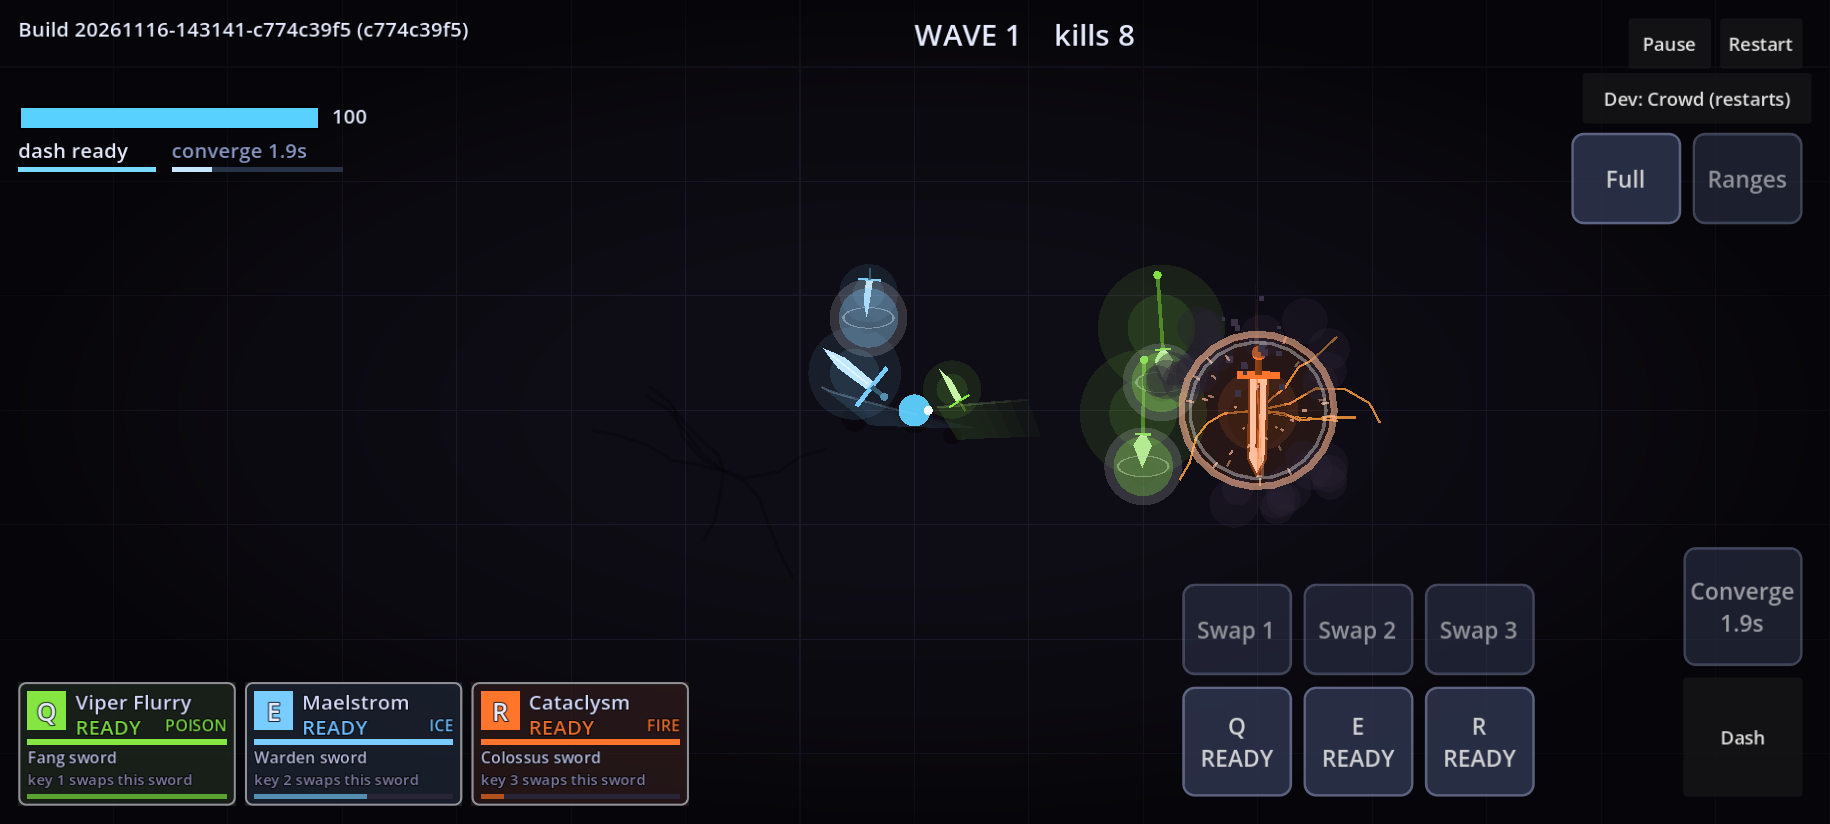 Build 20261116-143141-c774c39f5 (c774c39f5)
WAVE 1 kills 8
Pause
Restart
Dev: Crowd (restarts)
100
dash ready
converge 1.9s
Full
Ranges
Converge
1.9s
Swap 1
Swap 2
Swap 3
Q
READY
E
READY
R
READY
Dash
Q
Viper Flurry
READY
POISON
Fang sword
key 1 swaps this sword
E
Maelstrom
READY
ICE
Warden sword
key 2 swaps this sword
R
Cataclysm
READY
FIRE
Colossus sword
key 3 swaps this sword